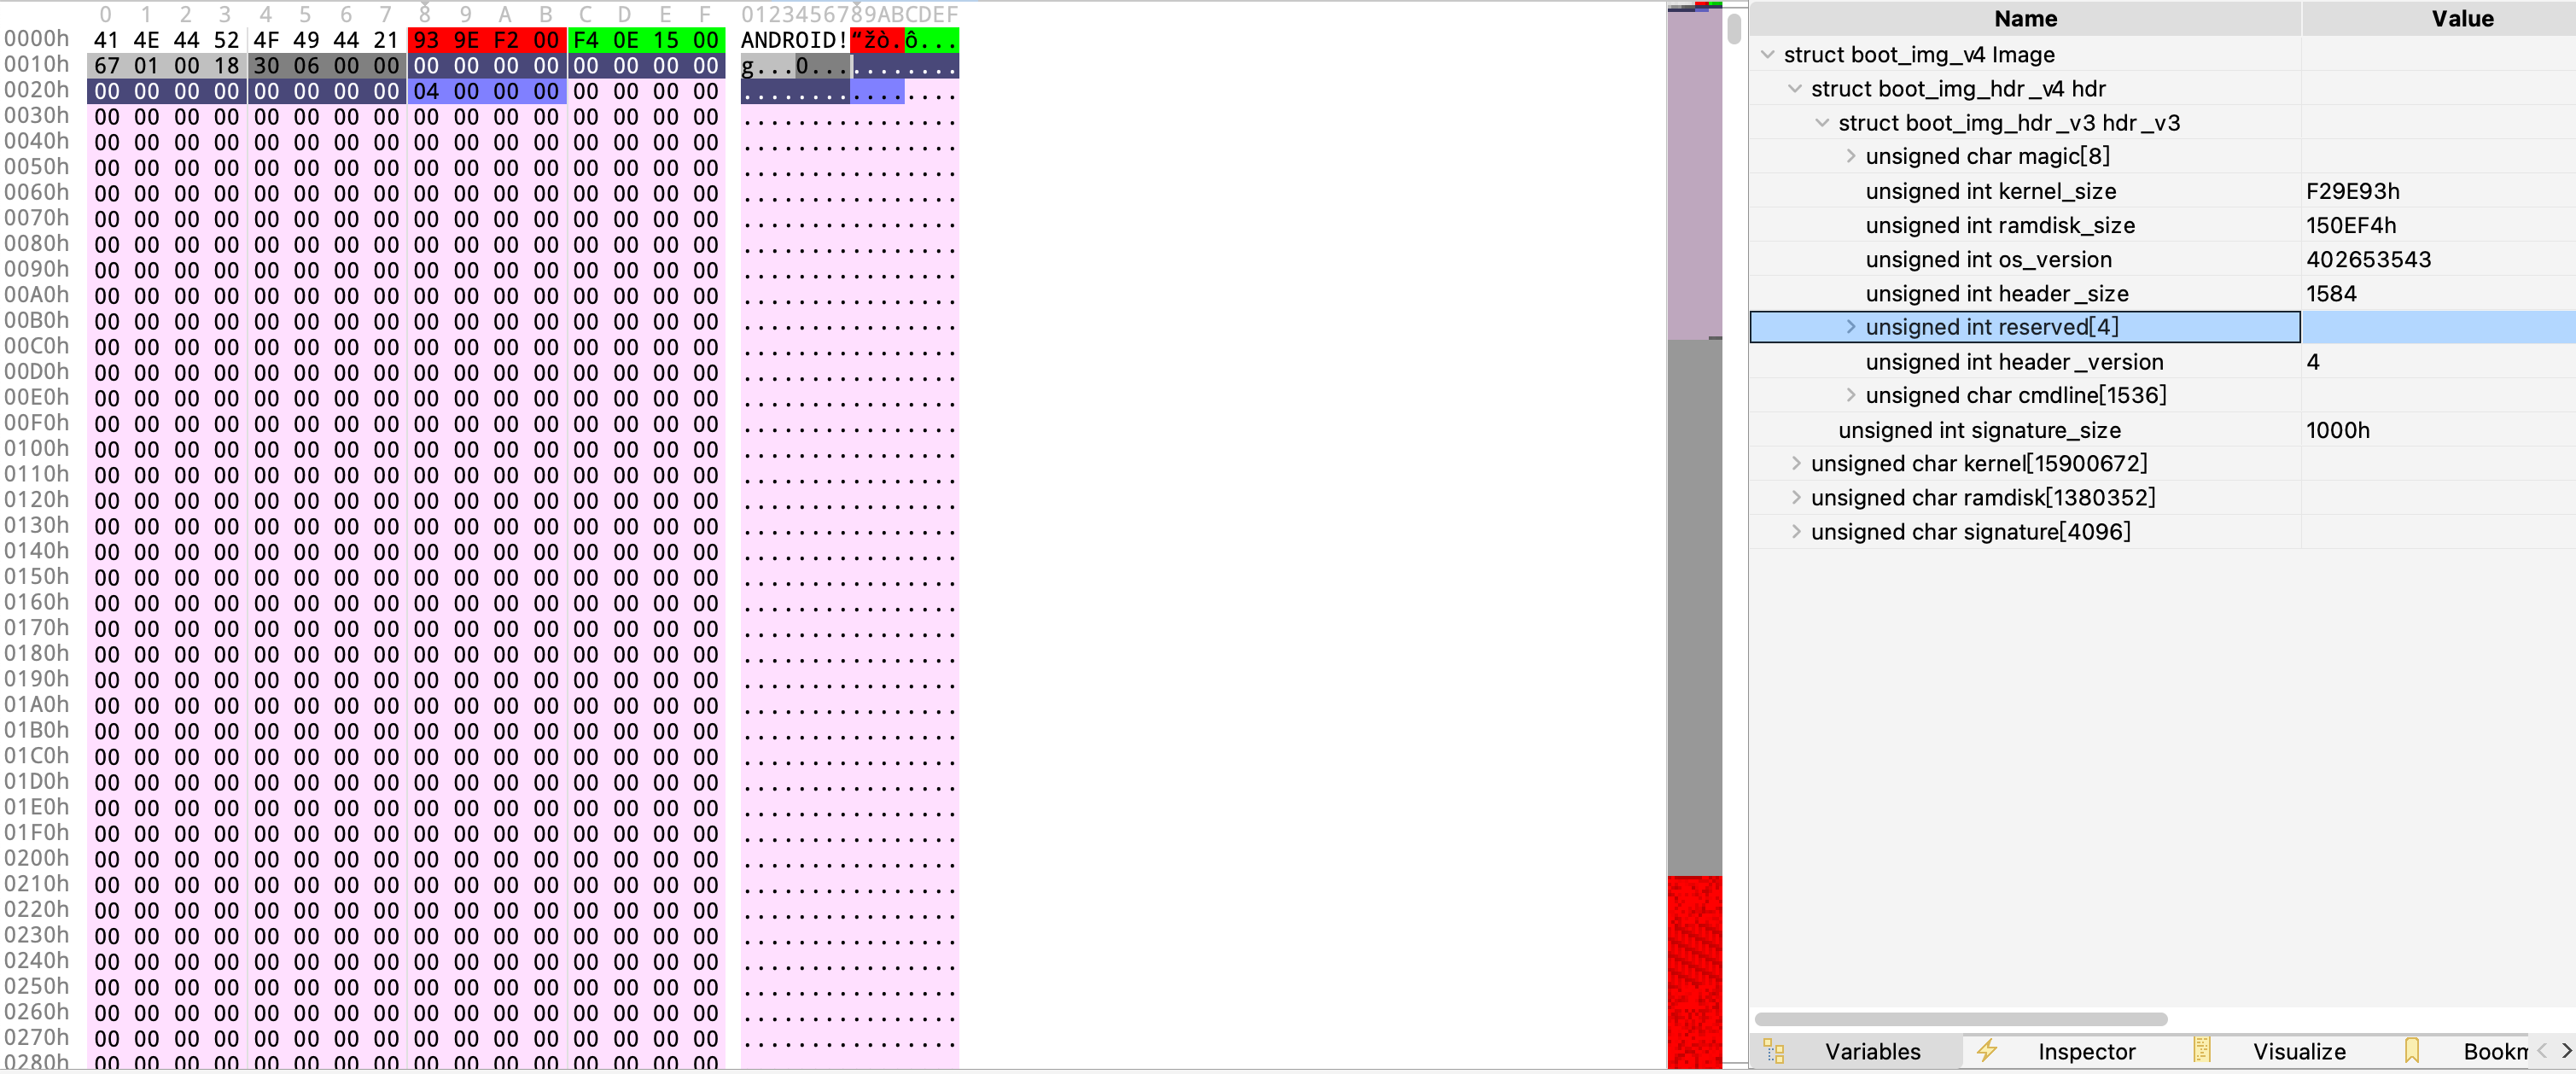 0 1 2 3 4 5 6 7 8 9 A B C D E F 0123456789ABCDEF
0000h 41 4E 44 52 4F 49 44 21 93 9E F2 00 F4 0E 15 00 ANDROID!“žò.ô...
0010h 67 01 00 18 30 06 00 00 00 00 00 00 00 00 00 00 g...0...........
0020h 00 00 00 00 00 00 00 00 04 00 00 00 00 00 00 00 ................
0030h 00 00 00 00 00 00 00 00 00 00 00 00 00 00 00 00 ................
0040h 00 00 00 00 00 00 00 00 00 00 00 00 00 00 00 00 ................
0050h 00 00 00 00 00 00 00 00 00 00 00 00 00 00 00 00 ................
0060h 00 00 00 00 00 00 00 00 00 00 00 00 00 00 00 00 ................
0070h 00 00 00 00 00 00 00 00 00 00 00 00 00 00 00 00 ................
0080h 00 00 00 00 00 00 00 00 00 00 00 00 00 00 00 00 ................
0090h 00 00 00 00 00 00 00 00 00 00 00 00 00 00 00 00 ................
00A0h 00 00 00 00 00 00 00 00 00 00 00 00 00 00 00 00 ................
00B0h 00 00 00 00 00 00 00 00 00 00 00 00 00 00 00 00 ................
00C0h 00 00 00 00 00 00 00 00 00 00 00 00 00 00 00 00 ................
00D0h 00 00 00 00 00 00 00 00 00 00 00 00 00 00 00 00 ................
00E0h 00 00 00 00 00 00 00 00 00 00 00 00 00 00 00 00 ................
00F0h 00 00 00 00 00 00 00 00 00 00 00 00 00 00 00 00 ................
0100h 00 00 00 00 00 00 00 00 00 00 00 00 00 00 00 00 ................
0110h 00 00 00 00 00 00 00 00 00 00 00 00 00 00 00 00 ................
0120h 00 00 00 00 00 00 00 00 00 00 00 00 00 00 00 00 ................
0130h 00 00 00 00 00 00 00 00 00 00 00 00 00 00 00 00 ................
0140h 00 00 00 00 00 00 00 00 00 00 00 00 00 00 00 00 ................
0150h 00 00 00 00 00 00 00 00 00 00 00 00 00 00 00 00 ................
0160h 00 00 00 00 00 00 00 00 00 00 00 00 00 00 00 00 ................
0170h 00 00 00 00 00 00 00 00 00 00 00 00 00 00 00 00 ................
0180h 00 00 00 00 00 00 00 00 00 00 00 00 00 00 00 00 ................
0190h 00 00 00 00 00 00 00 00 00 00 00 00 00 00 00 00 ................
01A0h 00 00 00 00 00 00 00 00 00 00 00 00 00 00 00 00 ................
01B0h 00 00 00 00 00 00 00 00 00 00 00 00 00 00 00 00 ................
01C0h 00 00 00 00 00 00 00 00 00 00 00 00 00 00 00 00 ................
01D0h 00 00 00 00 00 00 00 00 00 00 00 00 00 00 00 00 ................
01E0h 00 00 00 00 00 00 00 00 00 00 00 00 00 00 00 00 ................
01F0h 00 00 00 00 00 00 00 00 00 00 00 00 00 00 00 00 ................
0200h 00 00 00 00 00 00 00 00 00 00 00 00 00 00 00 00 ................
0210h 00 00 00 00 00 00 00 00 00 00 00 00 00 00 00 00 ................
0220h 00 00 00 00 00 00 00 00 00 00 00 00 00 00 00 00 ................
0230h 00 00 00 00 00 00 00 00 00 00 00 00 00 00 00 00 ................
0240h 00 00 00 00 00 00 00 00 00 00 00 00 00 00 00 00 ................
0250h 00 00 00 00 00 00 00 00 00 00 00 00 00 00 00 00 ................
0260h 00 00 00 00 00 00 00 00 00 00 00 00 00 00 00 00 ................
0270h 00 00 00 00 00 00 00 00 00 00 00 00 00 00 00 00 ................
0280h 00 00 00 00 00 00 00 00 00 00 00 00 00 00 00 00
Name Value
struct boot_img_v4 Image
struct boot_img_hdr_v4 hdr
struct boot_img_hdr_v3 hdr_v3
unsigned char magic[8]
unsigned int kernel_size F29E93h
unsigned int ramdisk_size 150EF4h
unsigned int os_version 402653543
unsigned int header_size 1584
unsigned int reserved[4]
unsigned int header_version 4
unsigned char cmdline[1536]
unsigned int signature_size 1000h
unsigned char kernel[15900672]
unsigned char ramdisk[1380352]
unsigned char signature[4096]
Variables Inspector Visualize